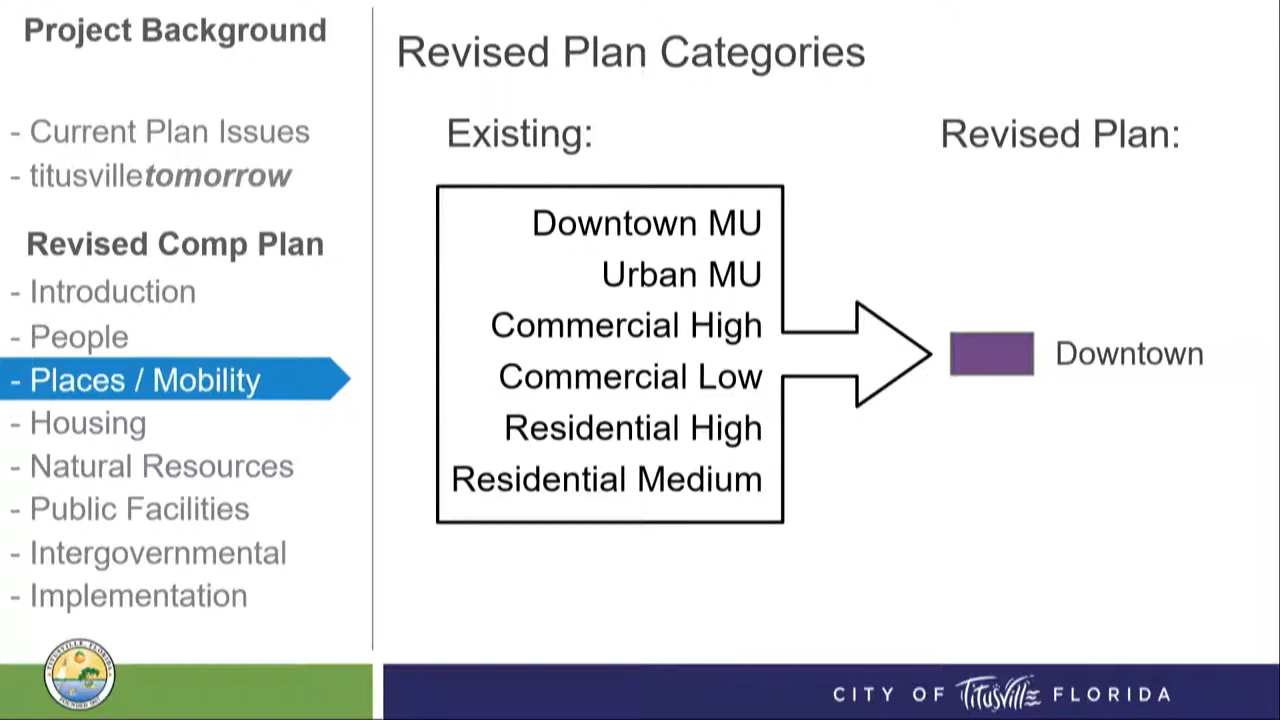 Project Background
- Current Plan Issues
- titusvilletomorrow
Revised Comp Plan
- Introduction
- People
- Places / Mobility
- Housing
- Natural Resources
- Public Facilities
- Intergovernmental
- Implementation
Revised Plan Categories
Existing:
Downtown MU
Urban MU
Commercial High
Commercial Low
Residential High
Residential Medium
Revised Plan:
Downtown
TITUSVILLE, FLORIDA
CITY OF Titusville FLORIDA